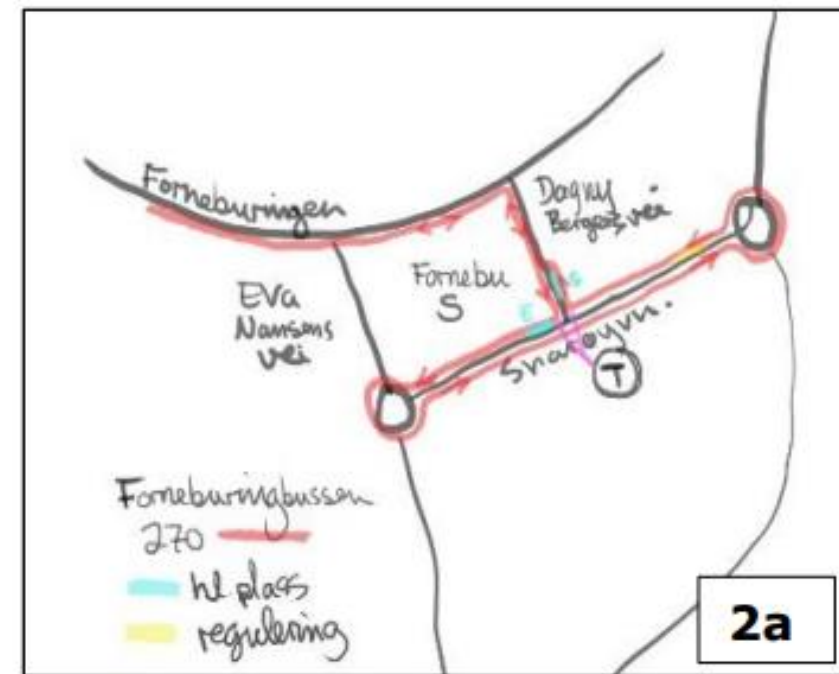 Forneburingen
Dagny
Bergers vei
Fornebu
S
S
E
Eva
Nansens
vei
Snarøyvn.
T
Forneburingbussen
270
hl plass
regulering
2a